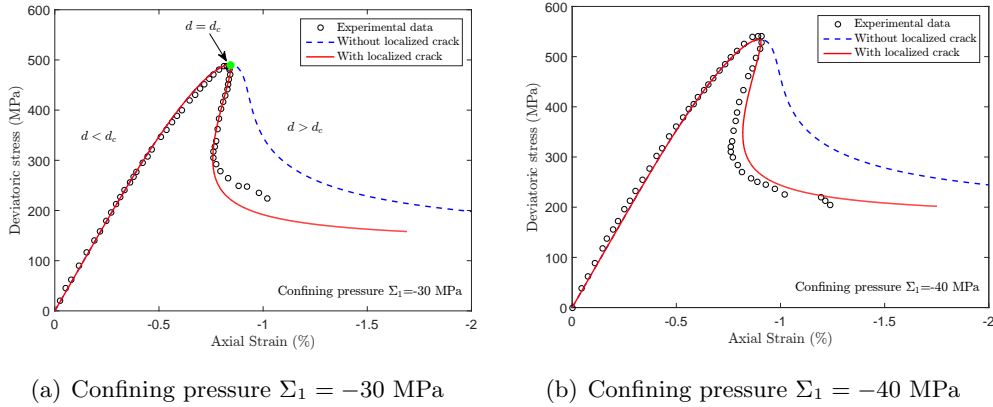 600
500
400
300
200
100
0
Deviatoric stress (MPa)
d = d_c
d < d_c
d > d_c
Experimental data
Without localized crack
With localized crack
Confining pressure Σ₁=-30 MPa
0 -0.5 -1 -1.5 -2
Axial Strain (%)
(a) Confining pressure Σ₁ = −30 MPa
600
500
400
300
200
100
0
Deviatoric stress (MPa)
Experimental data
Without localized crack
With localized crack
Confining pressure Σ₁=-40 MPa
0 -0.5 -1 -1.5 -2
Axial Strain (%)
(b) Confining pressure Σ₁ = −40 MPa